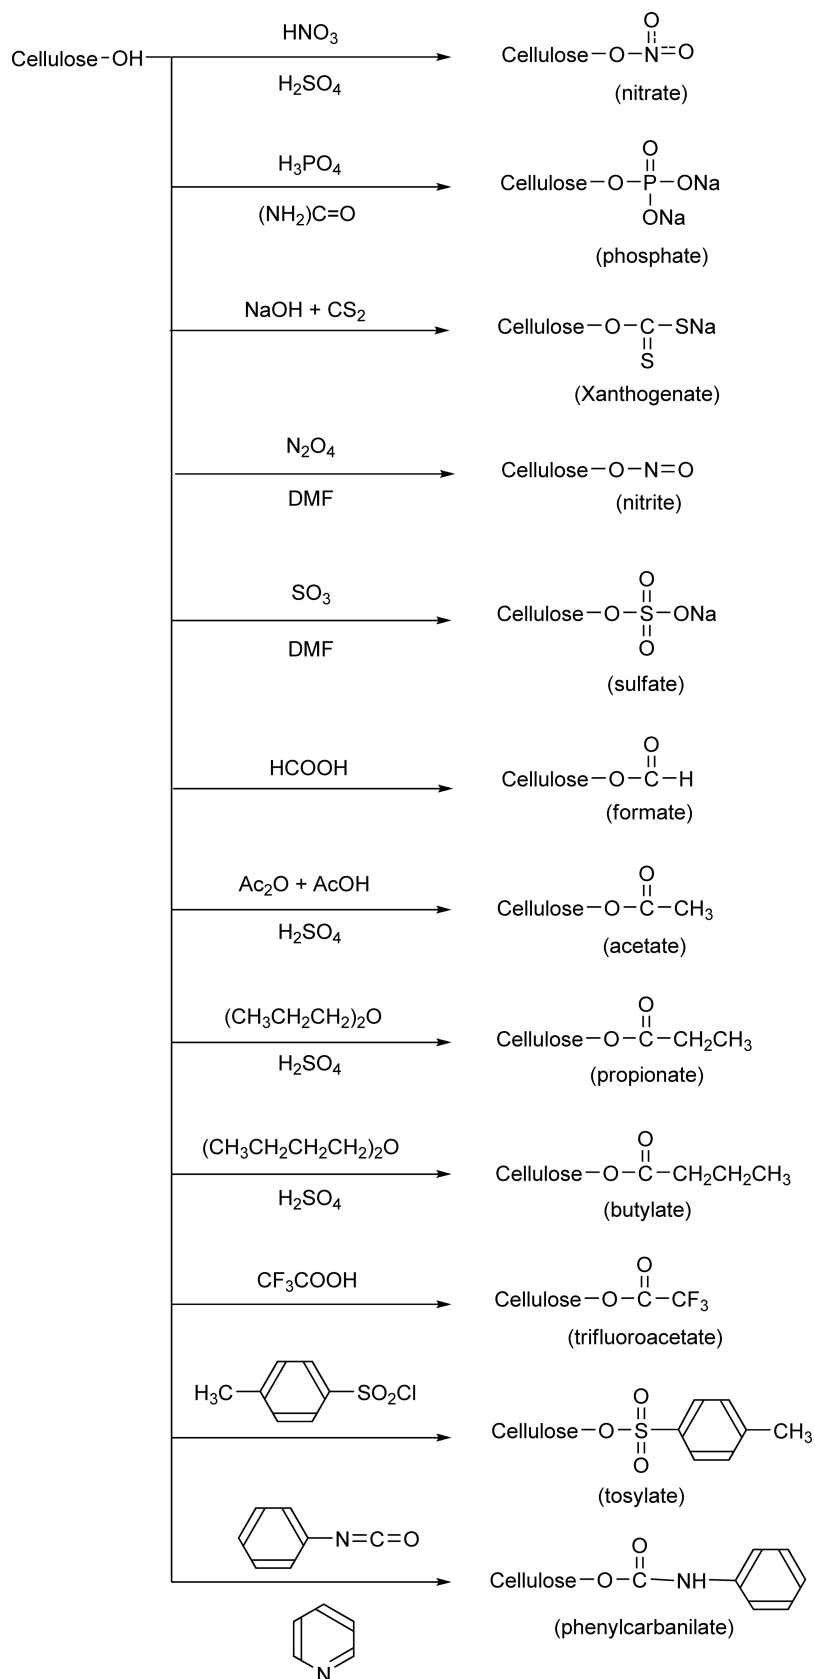 Cellulose-OH
HNO3
H2SO4
Cellulose-O-N=O
O
(nitrate)
H3PO4
(NH2)C=O
O
Cellulose-O-P-ONa
ONa
(phosphate)
NaOH + CS2
Cellulose-O-C-SNa
S
(Xanthogenate)
N2O4
DMF
Cellulose-O-N=O
(nitrite)
SO3
DMF
O
Cellulose-O-S-ONa
O
(sulfate)
HCOOH
O
Cellulose-O-C-H
(formate)
Ac2O + AcOH
H2SO4
O
Cellulose-O-C-CH3
(acetate)
(CH3CH2CH2)2O
H2SO4
O
Cellulose-O-C-CH2CH3
(propionate)
(CH3CH2CH2CH2)2O
H2SO4
O
Cellulose-O-C-CH2CH2CH3
(butylate)
CF3COOH
O
Cellulose-O-C-CF3
(trifluoroacetate)
H3C SO2Cl
O
Cellulose-O-S CH3
O
(tosylate)
N=C=O
N
O
Cellulose-O-C-NH
(phenylcarbanilate)